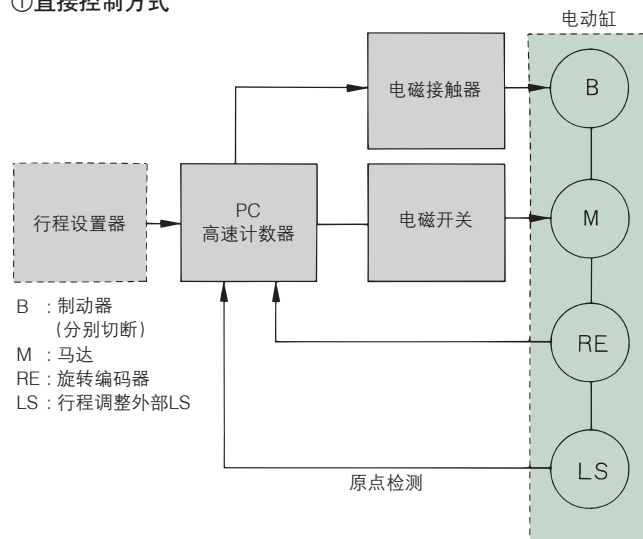 ①直接控制方式
电动缸
电磁接触器
B
行程设置器
PC
高速计数器
电磁开关
M
B ：制动器
（分别切断）
M ：马达
RE：旋转编码器
LS：行程调整外部LS
RE
原点检测
LS